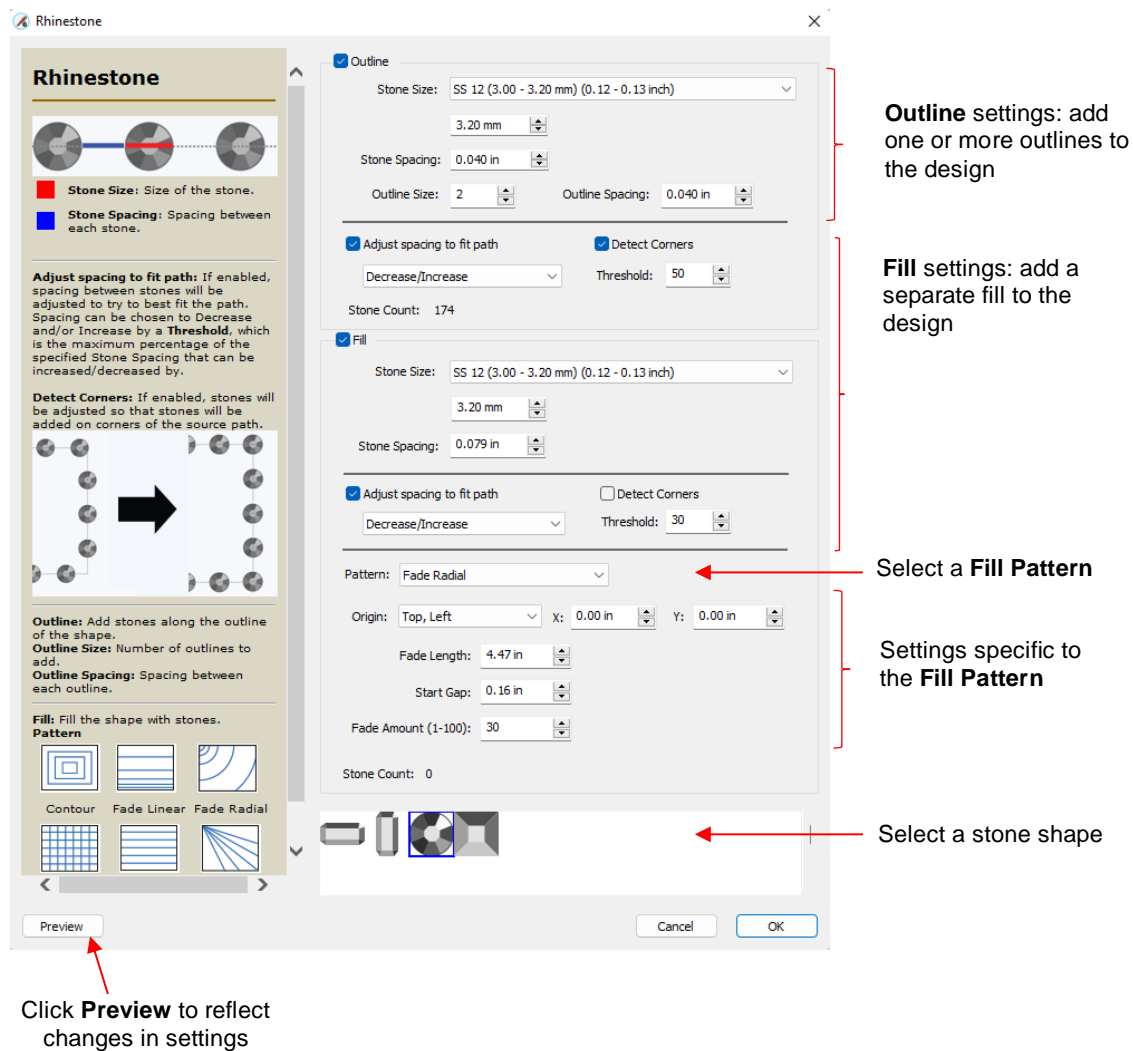 Rhinestone
Rhinestone
Stone Size: Size of the stone.
Stone Spacing: Spacing between
each stone.
Adjust spacing to fit path: If enabled,
spacing between stones will be
adjusted to try to best fit the path.
Spacing can be chosen to Decrease
and/or Increase by a Threshold, which
is the maximum percentage of the
specified Stone Spacing that can be
increased/decreased by.
Detect Corners: If enabled, stones will
be adjusted so that stones will be
added on corners of the source path.
Outline: Add stones along the outline
of the shape.
Outline Size: Number of outlines to
add.
Outline Spacing: Spacing between
each outline.
Fill: Fill the shape with stones.
Pattern
Contour Fade Linear Fade Radial
Outline
Stone Size: SS 12 (3.00 - 3.20 mm) (0.12 - 0.13 inch)
3.20 mm
Stone Spacing: 0.040 in
Outline Size: 2 Outline Spacing: 0.040 in
Adjust spacing to fit path Detect Corners
Decrease/Increase Threshold: 50
Stone Count: 174
Fill
Stone Size: SS 12 (3.00 - 3.20 mm) (0.12 - 0.13 inch)
3.20 mm
Stone Spacing: 0.079 in
Adjust spacing to fit path Detect Corners
Decrease/Increase Threshold: 30
Pattern: Fade Radial
Origin: Top, Left X: 0.00 in Y: 0.00 in
Fade Length: 4.47 in
Start Gap: 0.16 in
Fade Amount (1-100): 30
Stone Count: 0
Preview Cancel OK
Outline settings: add
one or more outlines to
the design
Fill settings: add a
separate fill to the
design
Select a Fill Pattern
Settings specific to
the Fill Pattern
Select a stone shape
Click Preview to reflect
changes in settings